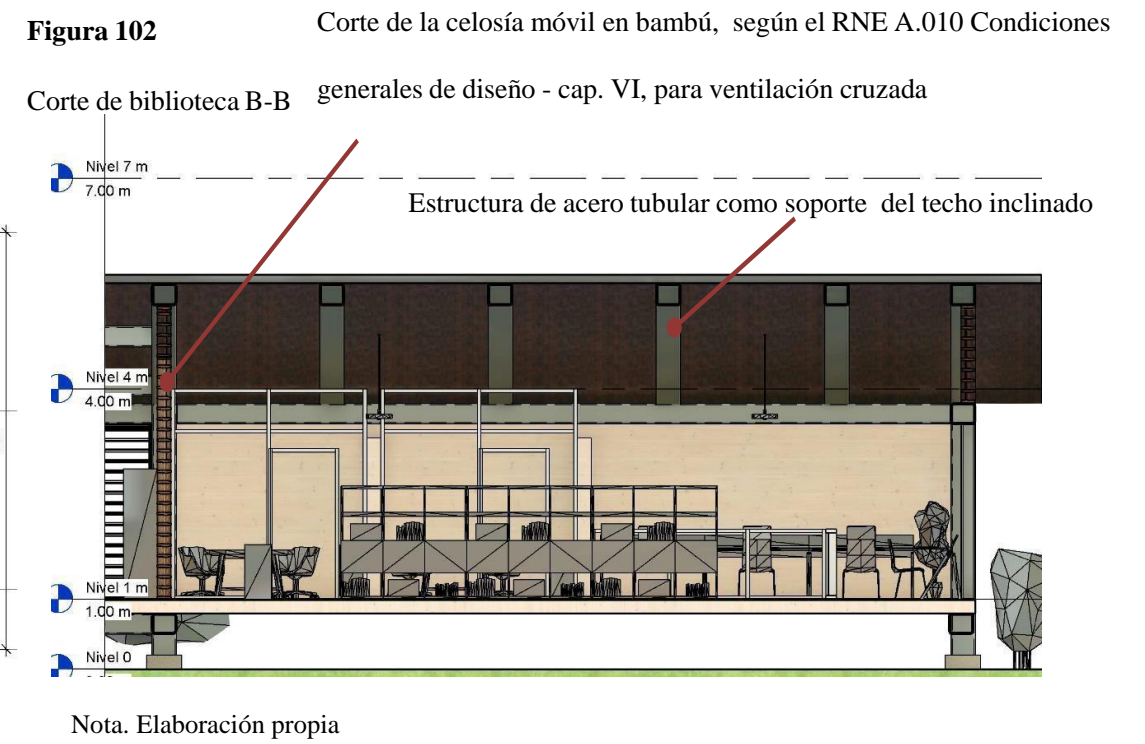 Figura 102
Corte de biblioteca B-B
Corte de la celosía móvil en bambú, según el RNE A.010 Condiciones
generales de diseño - cap. VI, para ventilación cruzada
Nivel 7 m
7.00 m
Estructura de acero tubular como soporte del techo inclinado
Nivel 4 m
4.00 m
Nivel 1 m
1.00 m
Nivel 0
Nota. Elaboración propia